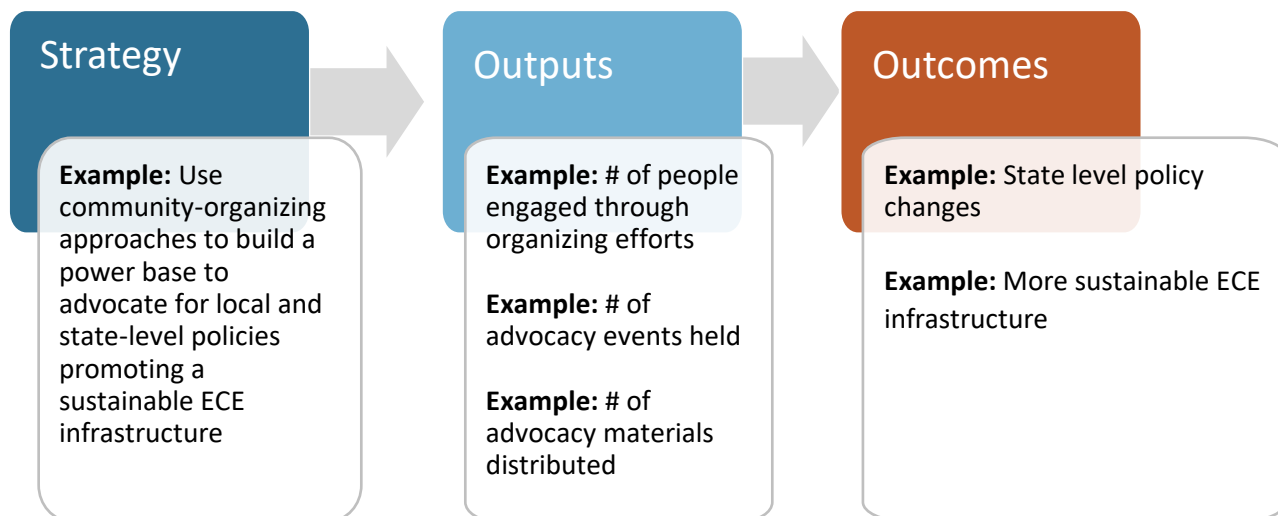 Strategy
Example: Use
community-organizing
approaches to build a
power base to
advocate for local and
state-level policies
promoting a
sustainable ECE
infrastructure
Outputs
Example: # of people
engaged through
organizing efforts
Example: # of
advocacy events held
Example: # of
advocacy materials
distributed
Outcomes
Example: State level policy
changes
Example: More sustainable ECE
infrastructure